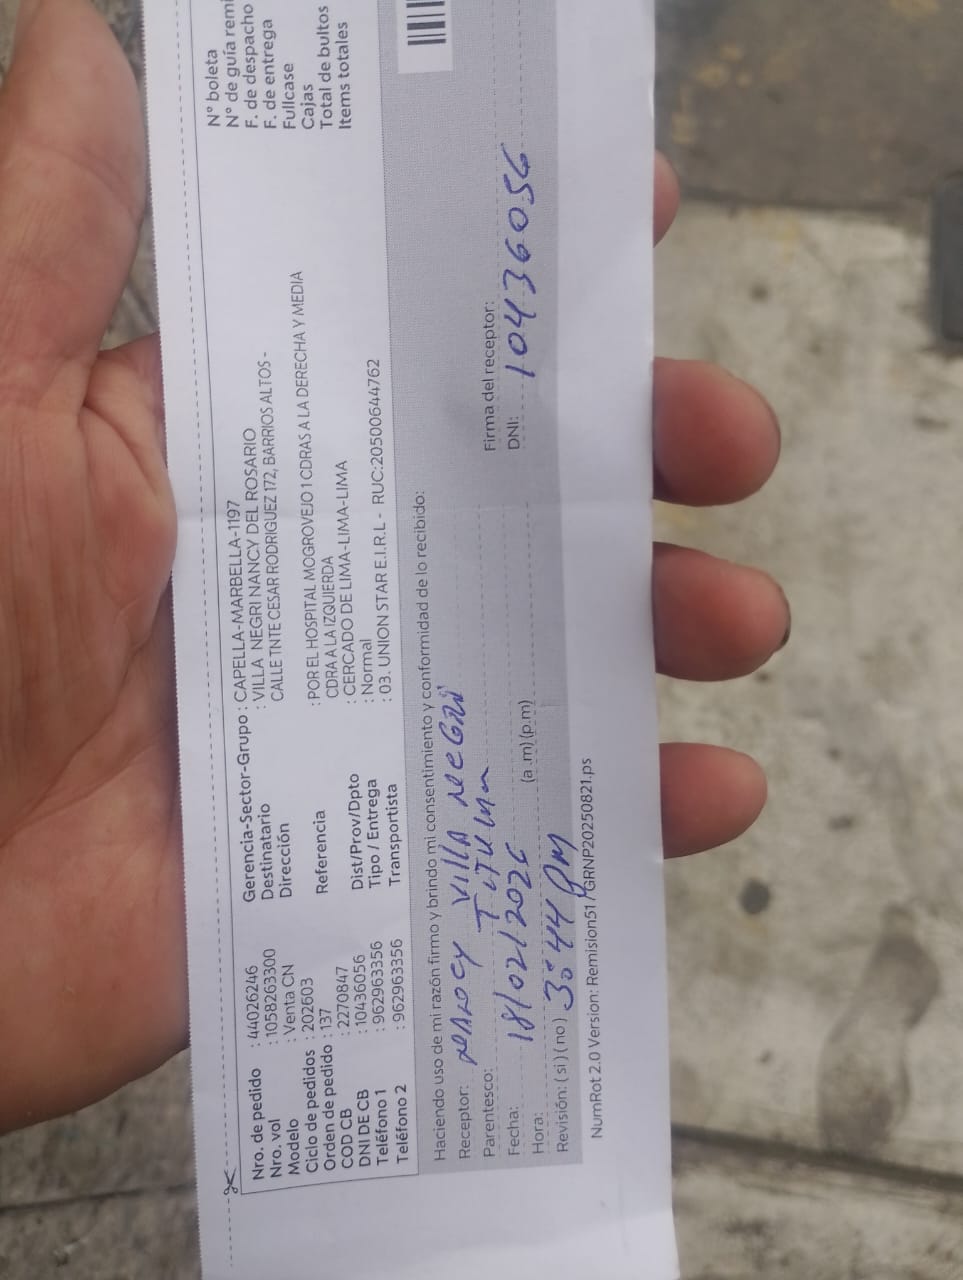 Nro. de pedido : 44026246
Nro. vol : 1058263300
Modelo : Venta CN
Ciclo de pedidos : 202603
Orden de pedido : 137
COD CB : 2270847
DNI DE CB : 10436056
Teléfono 1 : 962963356
Teléfono 2 : 962963356
Gerencia-Sector-Grupo : CAPELLA-MARBELLA-1197
Destinatario : VILLA NEGRI NANCY DEL ROSARIO
Dirección CALLE TNTE CESAR RODRIGUEZ 172, BARRIOS ALTOS -
Referencia : POR EL HOSPITAL MOGROVEJO 1 CDRAS A LA DERECHA Y MEDIA
CDRA A LA IZQUIERDA
Dist/Prov/Dpto : CERCADO DE LIMA-LIMA-LIMA
Tipo / Entrega : Normal
Transportista : 03. UNION STAR E.I.R.L - RUC:20500644762
N° boleta
N° de guía remi
F. de despacho
F. de entrega
Fullcase
Cajas
Total de bultos
Items totales
Haciendo uso de mi razón firmo y brindo mi consentimiento y conformidad de lo recibido:
Receptor: Nancy Villa Negri
Parentesco: Titular
Fecha: 18/02/2026
Hora: 3:44 PM (a .m) (p.m)
Revisión: ( si ) ( no )
Firma del receptor:
DNI: 10436056
NumRot 2.0 Version: Remision51 / GRNP20250821.ps